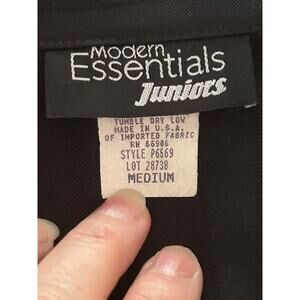 Modern
Essentials
Juniors
TUMBLE DRY LOW
MADE IN U.S.A.
OF IMPORTED FABRIC
RN 66906
STYLE P6569
LOT 28738
MEDIUM